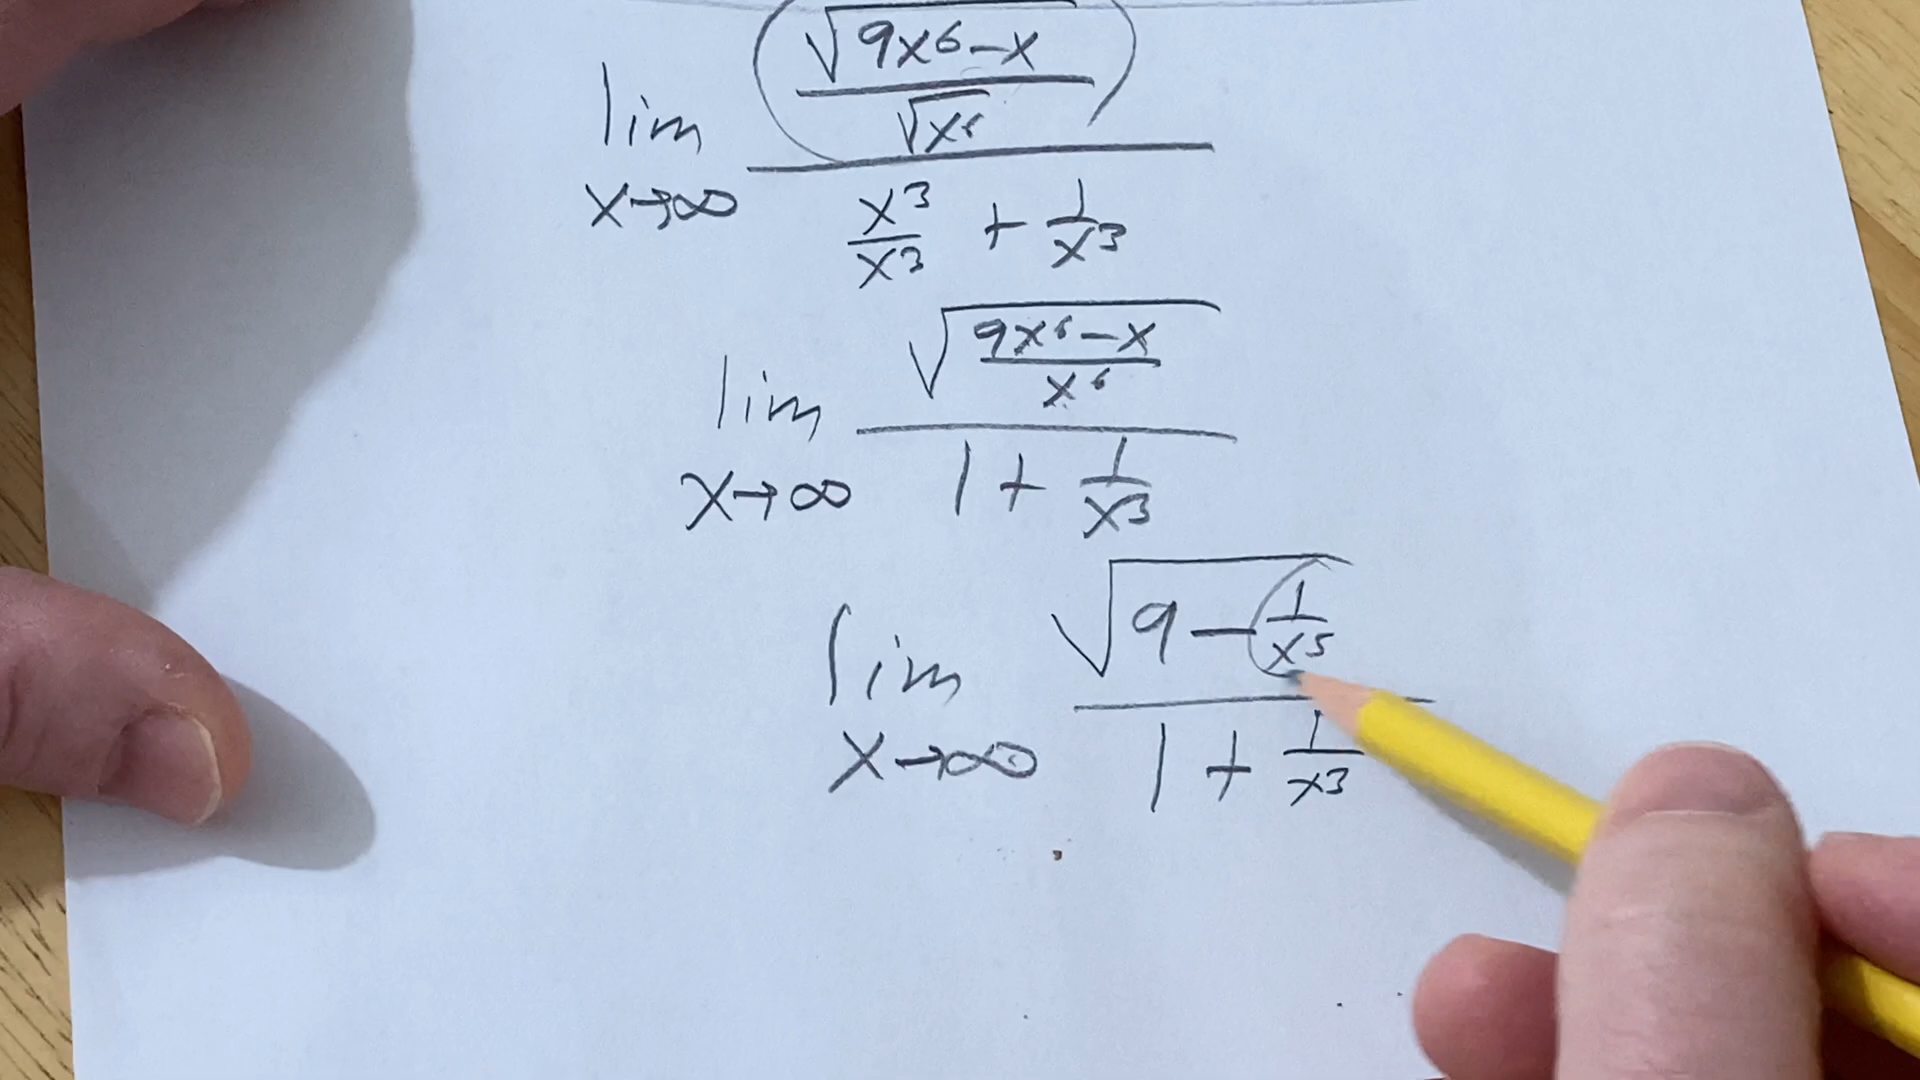 lim x→∞ (√(9x⁶-x)/√x⁶)/(x³/x³ + 1/x³)
lim x→∞ √((9x⁶-x)/x⁶)/(1 + 1/x³)
lim x→∞ √(9 - 1/x⁵)/(1 + 1/x³)